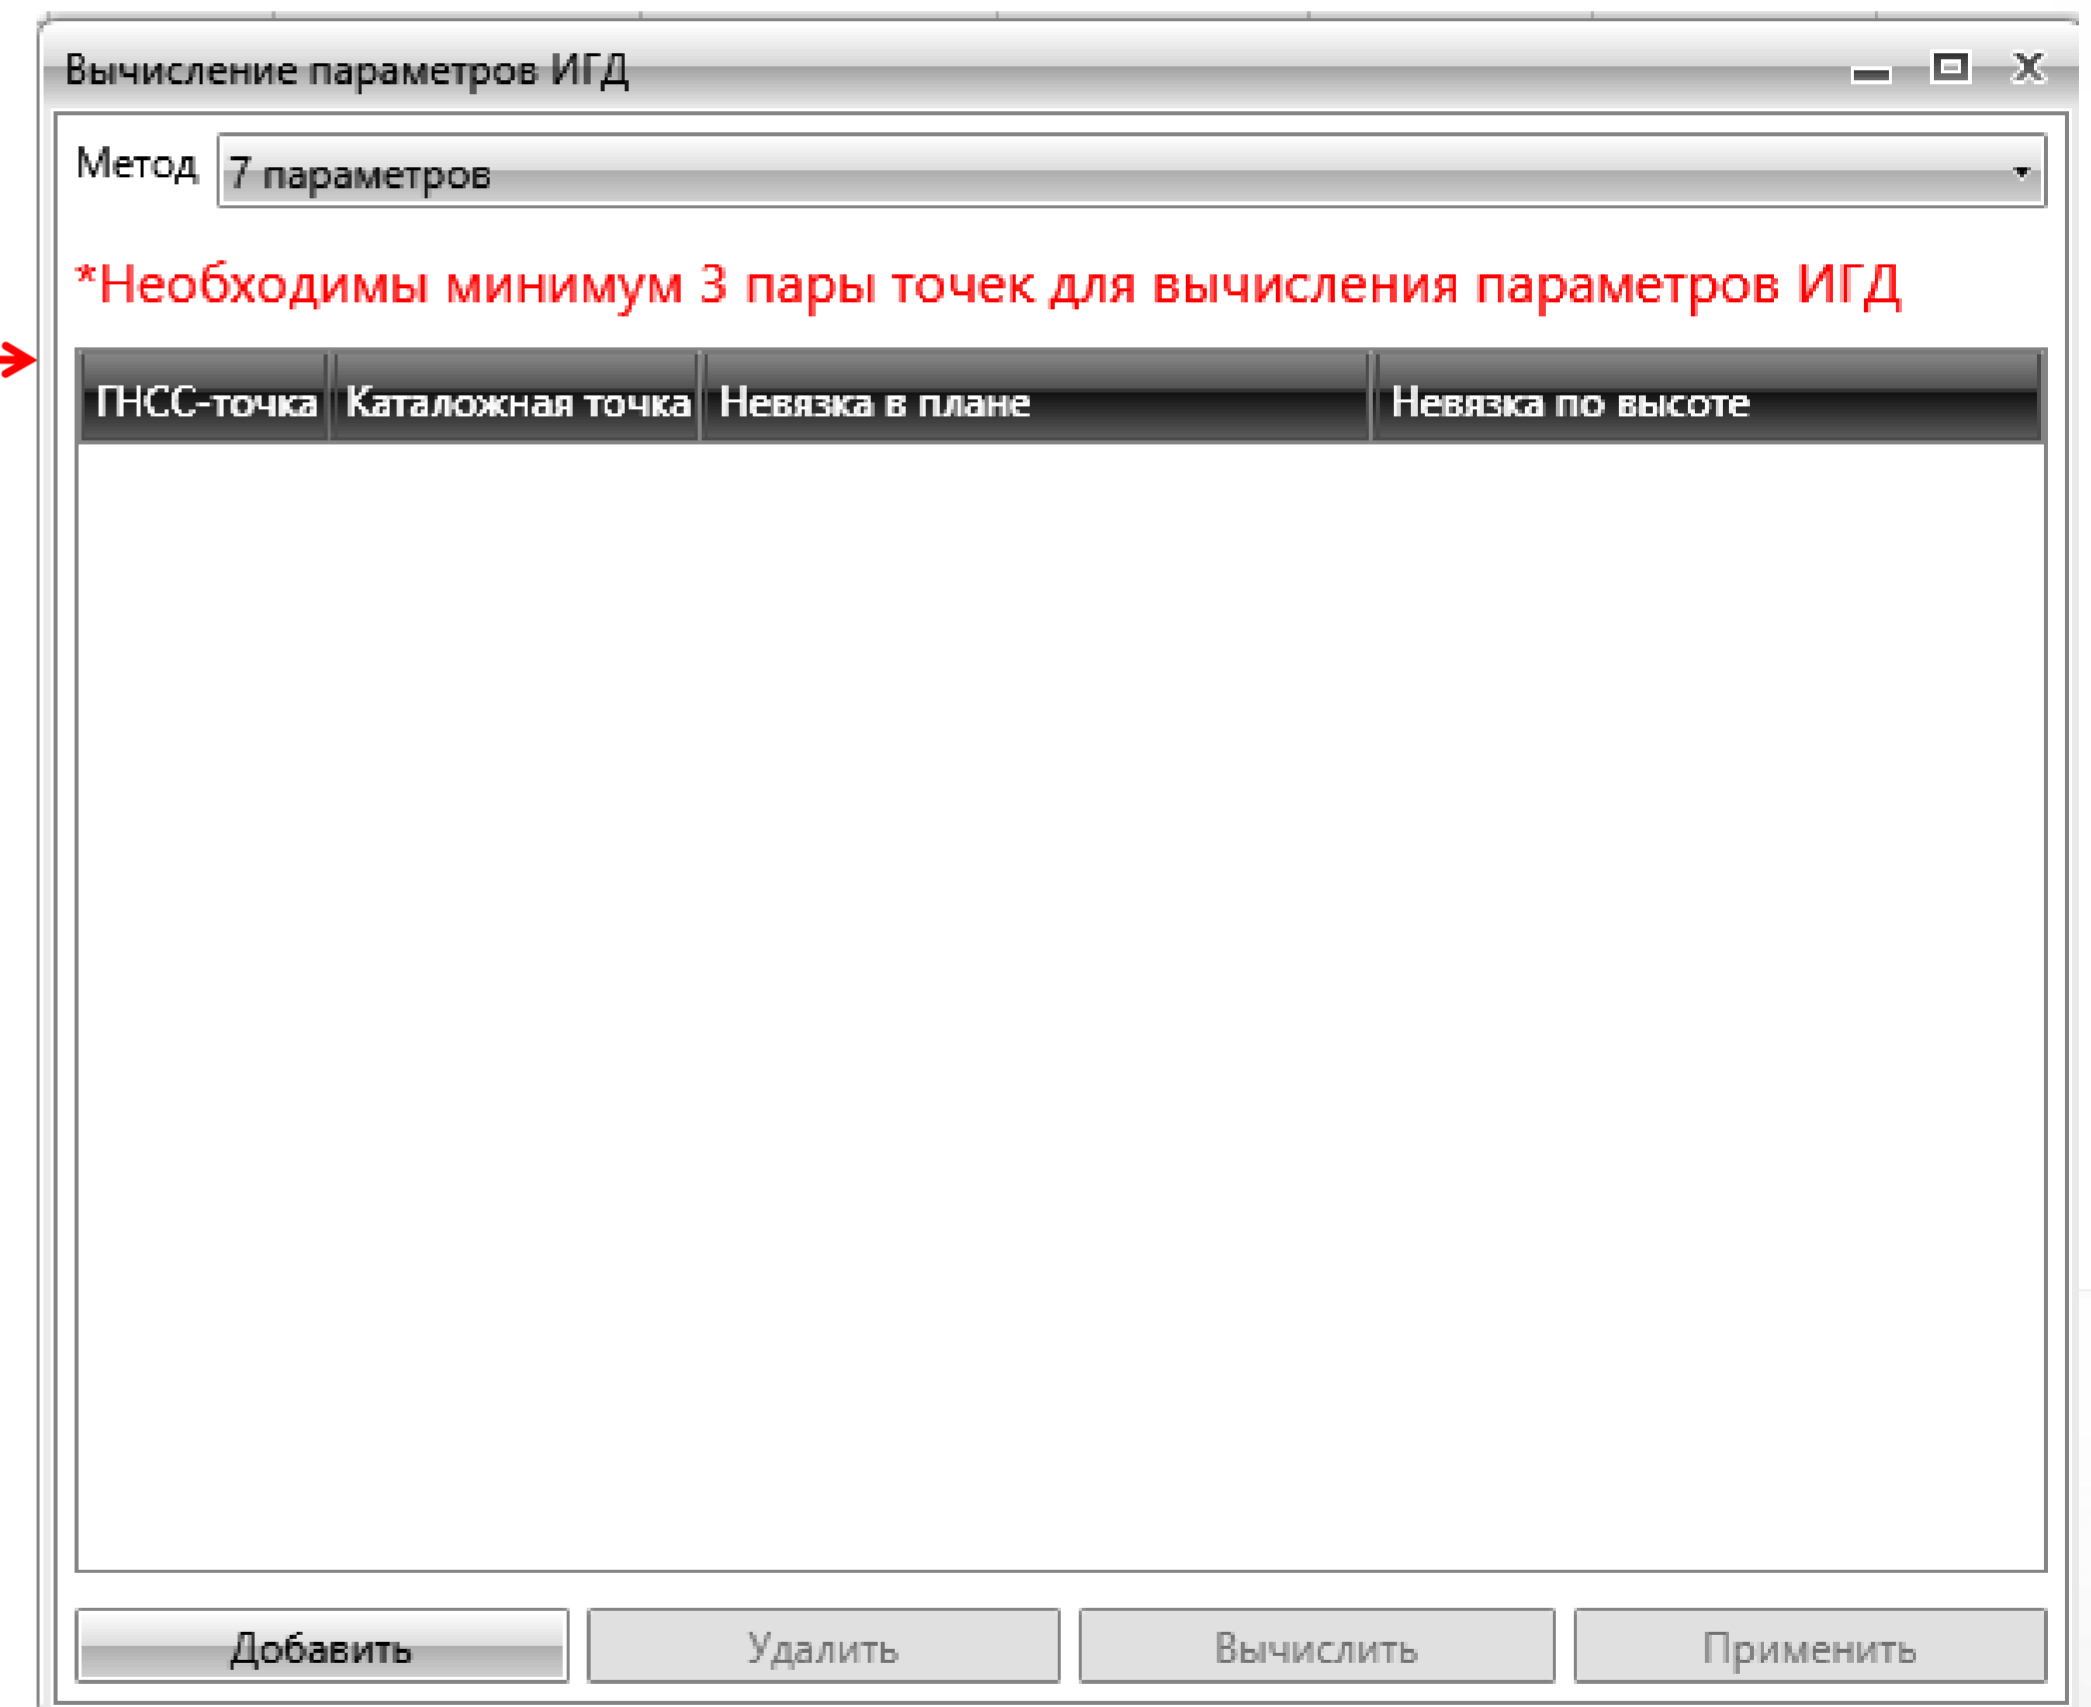 Вычисление параметров ИГД
Метод 7 параметров
*Необходимы минимум 3 пары точек для вычисления параметров ИГД
ГНСС-точка Каталожная точка Невязка в плане Невязка по высоте
Добавить Удалить Вычислить Применить